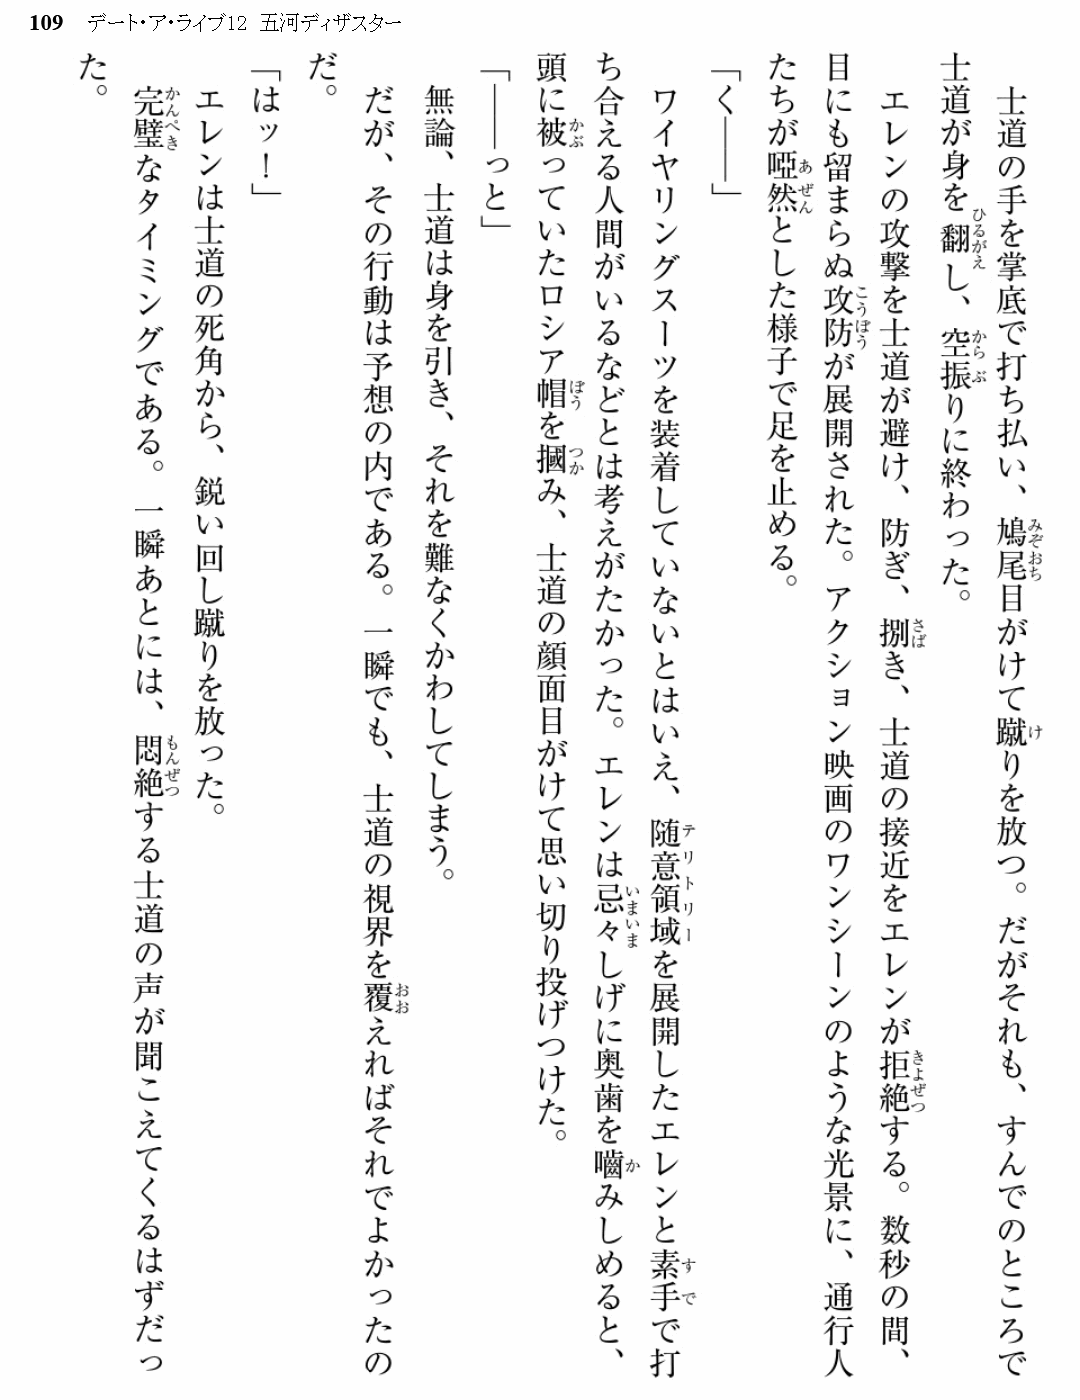 109　デート・ア・ライブ12　五河ディザスター
　士道の手を掌底で打ち払い、鳩尾目がけて蹴りを放つ。だがそれも、すんでのところで
士道が身を翻し、空振りに終わった。
　エレンの攻撃を士道が避け、防ぎ、捌き、士道の接近をエレンが拒絶する。数秒の間、
目にも留まらぬ攻防が展開された。アクション映画のワンシーンのような光景に、通行人
たちが啞然とした様子で足を止める。
「く――」
　ワイヤリングスーツを装着していないとはいえ、随意領域を展開したエレンと素手で打
ち合える人間がいるなどとは考えがたかった。エレンは忌々しげに奥歯を嚙みしめると、
頭に被っていたロシア帽を摑み、士道の顔面目がけて思い切り投げつけた。
「――っと」
　無論、士道は身を引き、それを難なくかわしてしまう。
　だが、その行動は予想の内である。一瞬でも、士道の視界を覆えればそれでよかったの
だ。
「はッ！」
　エレンは士道の死角から、鋭い回し蹴りを放った。
　完璧なタイミングである。一瞬あとには、悶絶する士道の声が聞こえてくるはずだっ
た。